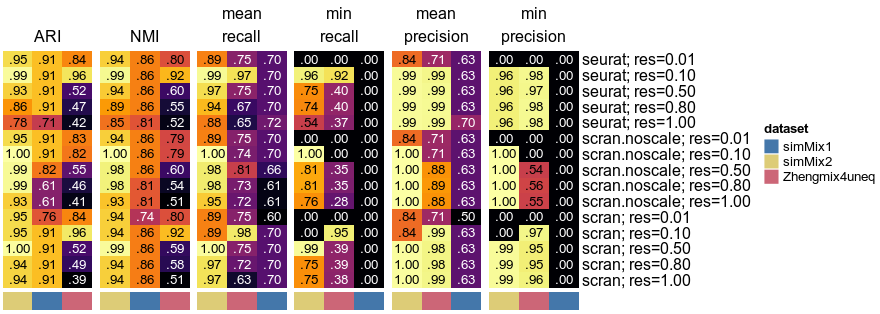 mean min mean min
ARI NMI recall recall precision precision
.95 .91 .84 .94 .86 .80 .89 .75 .70 .00 .00 .00 .84 .71 .63 .00 .00 .00 seurat; res=0.01
.99 .91 .96 .99 .86 .92 .99 .97 .70 .96 .92 .00 .99 .99 .63 .96 .98 .00 seurat; res=0.10
.93 .91 .52 .94 .86 .60 .97 .75 .70 .75 .40 .00 .99 .99 .63 .96 .97 .00 seurat; res=0.50
.86 .91 .47 .89 .86 .55 .94 .67 .70 .74 .40 .00 .99 .99 .63 .96 .98 .00 seurat; res=0.80
.78 .71 .42 .85 .81 .52 .88 .65 .72 .54 .37 .00 .99 .99 .70 .96 .98 .00 seurat; res=1.00
.95 .91 .83 .94 .86 .79 .89 .75 .70 .00 .00 .00 .84 .71 .63 .00 .00 .00 scran.noscale; res=0.01
1.00 .91 .82 1.00 .86 .79 1.00 .74 .70 1.00 .00 .00 1.00 .71 .63 1.00 .00 .00 scran.noscale; res=0.10
.99 .82 .55 .98 .86 .60 .98 .81 .66 .81 .35 .00 1.00 .88 .63 1.00 .54 .00 scran.noscale; res=0.50
.99 .61 .46 .98 .81 .54 .98 .73 .61 .81 .35 .00 1.00 .89 .63 1.00 .56 .00 scran.noscale; res=0.80
.93 .61 .41 .93 .81 .51 .95 .72 .61 .76 .28 .00 1.00 .88 .63 1.00 .55 .00 scran.noscale; res=1.00
.95 .76 .84 .94 .74 .80 .89 .75 .60 .00 .00 .00 .84 .71 .50 .00 .00 .00 scran; res=0.01
.95 .91 .96 .94 .86 .92 .89 .98 .70 .00 .95 .00 .84 .99 .63 .00 .97 .00 scran; res=0.10
1.00 .91 .52 .99 .86 .59 1.00 .75 .70 .99 .39 .00 1.00 .98 .63 .99 .95 .00 scran; res=0.50
.94 .91 .49 .94 .86 .58 .97 .72 .70 .75 .39 .00 1.00 .98 .63 .99 .95 .00 scran; res=0.80
.94 .91 .39 .94 .86 .51 .97 .63 .70 .75 .38 .00 1.00 .99 .63 .99 .96 .00 scran; res=1.00
dataset
simMix1
simMix2
Zhengmix4uneq